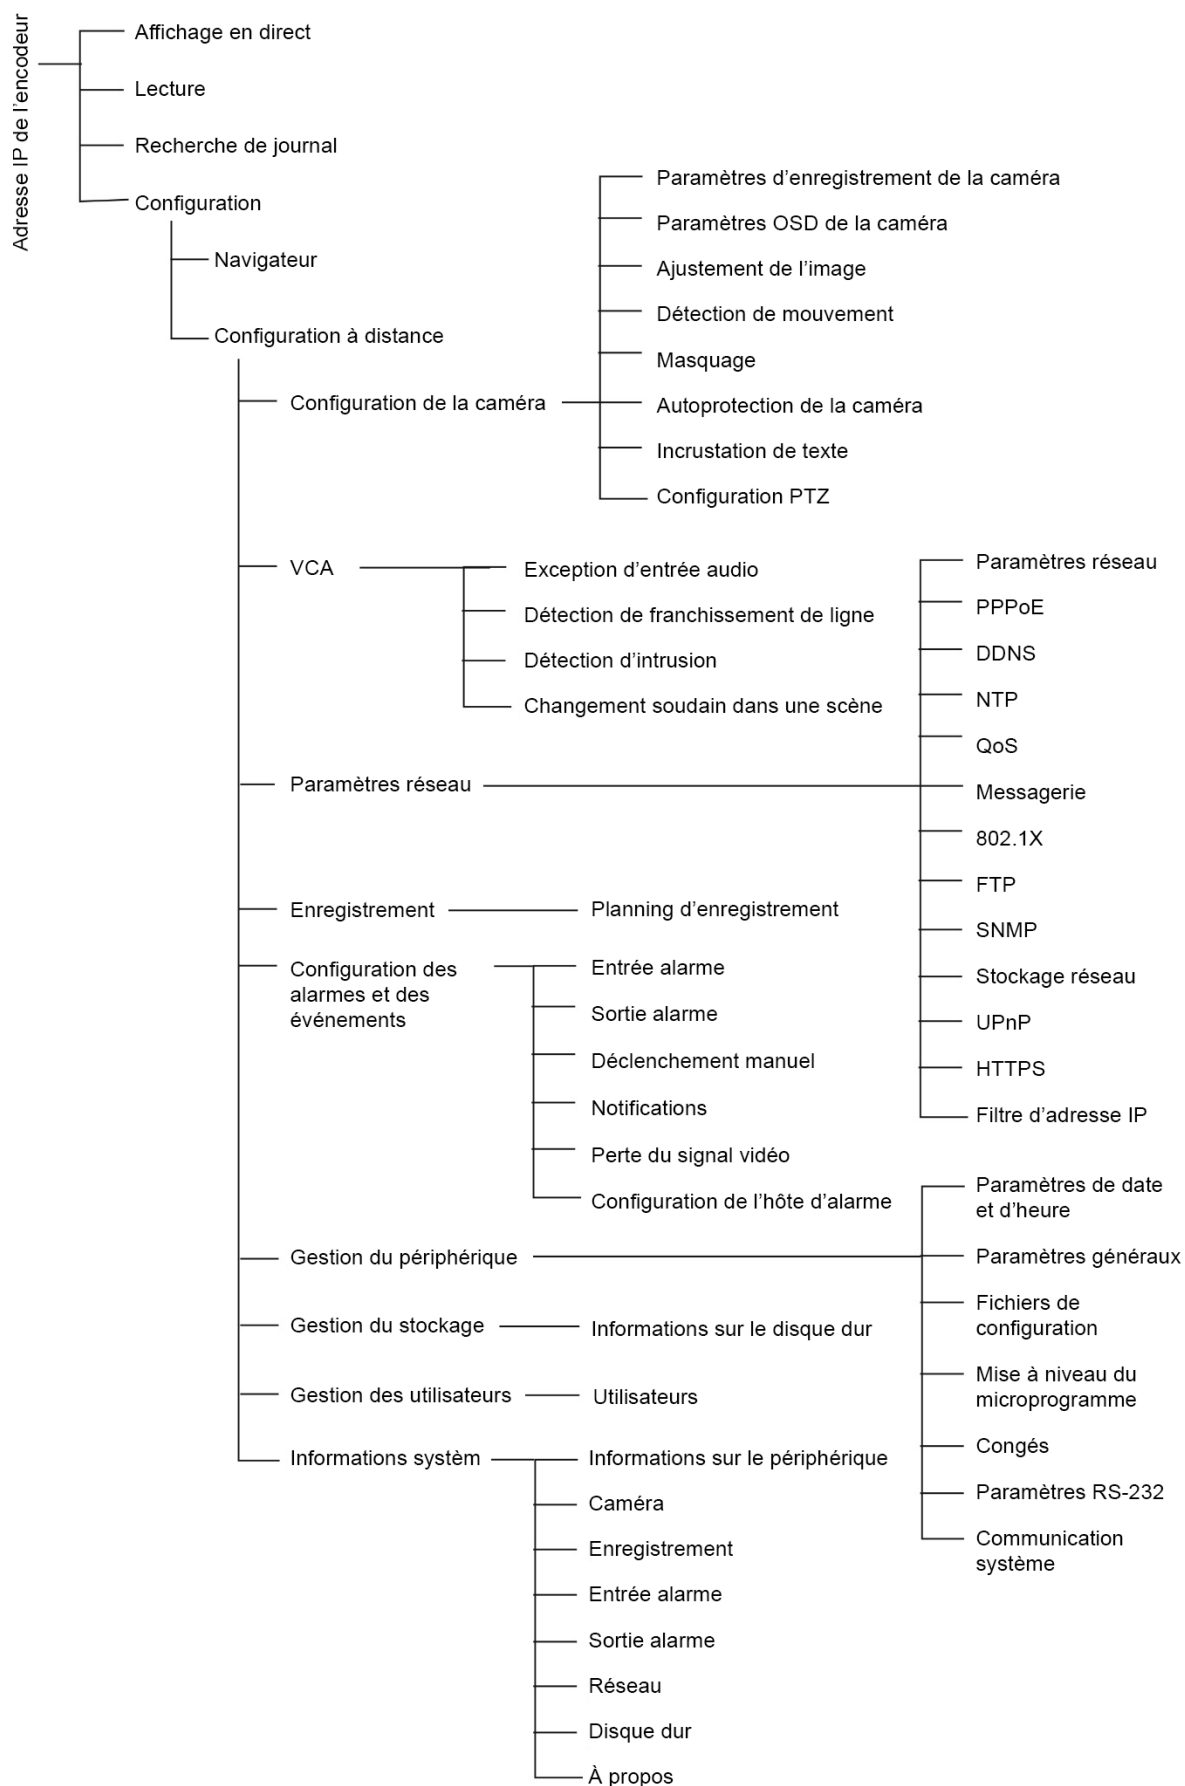 Adresse IP de l’encodeur
Affichage en direct
Lecture
Recherche de journal
Configuration
Navigateur
Configuration à distance
Configuration de la caméra
Paramètres d’enregistrement de la caméra
Paramètres OSD de la caméra
Ajustement de l’image
Détection de mouvement
Masquage
Autoprotection de la caméra
Incrustation de texte
Configuration PTZ
VCA
Exception d’entrée audio
Détection de franchissement de ligne
Détection d’intrusion
Changement soudain dans une scène
Paramètres réseau
Paramètres réseau
PPPoE
DDNS
NTP
QoS
Messagerie
802.1X
FTP
SNMP
Stockage réseau
UPnP
HTTPS
Filtre d’adresse IP
Enregistrement
Planning d’enregistrement
Configuration des
alarmes et des
événements
Entrée alarme
Sortie alarme
Déclenchement manuel
Notifications
Perte du signal vidéo
Configuration de l’hôte d’alarme
Gestion du périphérique
Paramètres de date
et d’heure
Paramètres généraux
Fichiers de
configuration
Mise à niveau du
microprogramme
Congés
Paramètres RS-232
Communication
système
Gestion du stockage
Informations sur le disque dur
Gestion des utilisateurs
Utilisateurs
Informations systèm
Informations sur le périphérique
Caméra
Enregistrement
Entrée alarme
Sortie alarme
Réseau
Disque dur
À propos